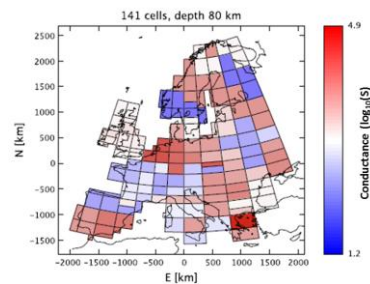 141 cells, depth 80 km
2500
2000
1500
1000
500
0
−500
−1000
−1500
N [km]
−2000 −1500 −1000 −500 0 500 1000 1500 2000
E [km]
4.9
Conductance (log₁₀(S)
1.2